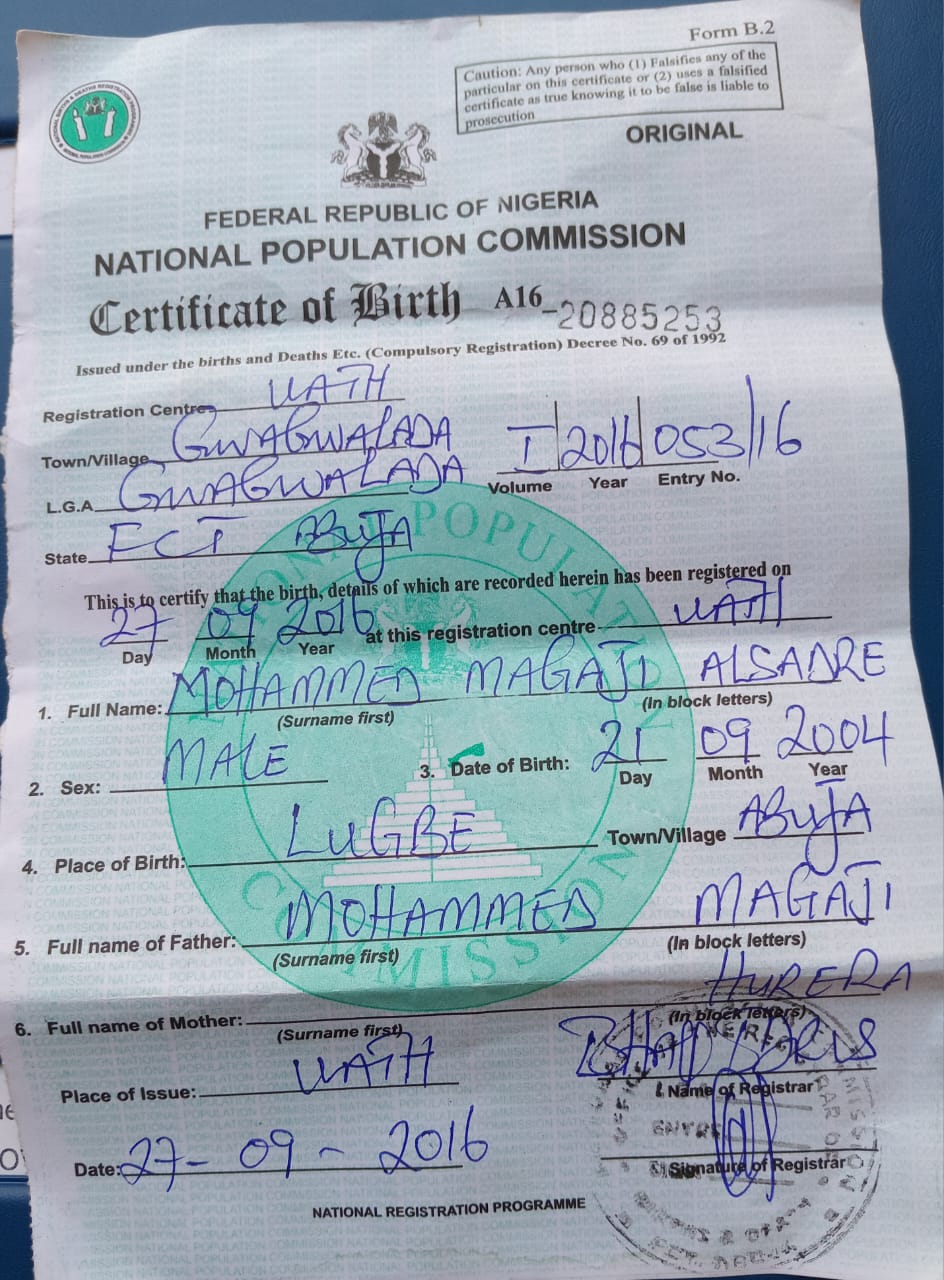 Form B.2
Caution: Any person who (1) Falsifies any of the
particular on this certificate or (2) uses a falsified
certificate as true knowing it to be false is liable to
prosecution
ORIGINAL
FEDERAL REPUBLIC OF NIGERIA
NATIONAL POPULATION COMMISSION
Certificate of Birth A16 -20885253
Issued under the births and Deaths Etc. (Compulsory Registration) Decree No. 69 of 1992
Registration Centre UATH
Town/Village GWAGWALADA I 2016 053/16
L.G.A GWAGWALADA Volume Year Entry No.
State FCT ABUJA
This is to certify that the birth, details of which are recorded herein has been registered on
27 09 2016 at this registration centre UATH
Day Month Year
1. Full Name: MOHAMMED MAGAJI ALSADRE
(Surname first) (In block letters)
2. Sex: MALE 3. Date of Birth: 21 09 2004
Day Month Year
4. Place of Birth: LUGBE Town/Village ABUJA
5. Full name of Father: MOHAMMED MAGAJI
(Surname first) (In block letters)
6. Full name of Mother: HURERA
(Surname first) (In block letters)
Place of Issue: UATH
Name of Registrar
Date: 27-09-2016
Signature of Registrar
NATIONAL REGISTRATION PROGRAMME